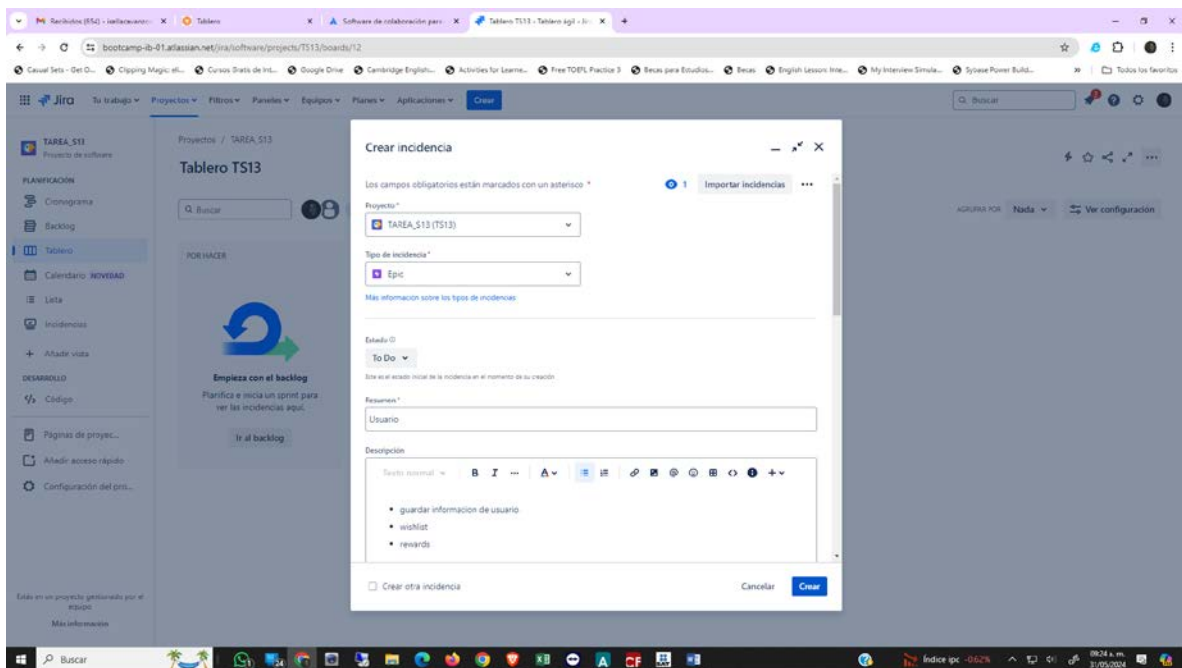 Recibidos (654) -
Tablero
Software de colaboración para
Tablero TS13 - Tablero ágil - Jira
bootcamp-ib-01.atlassian.net/jira/software/projects/TS13/boards/12
Casual Sets - Get D...
Clipping Magic: eli...
Cursos Gratis de Int...
Google Drive
Cambridge English...
Activities for Learne...
Free TOEFL Practice 3
Becas para Estudios...
Becas
English Lesson: Inte...
My Interview Simula...
Sybase Power Build...
Todos los favoritos
Jira
Tu trabajo
Proyectos
Filtros
Paneles
Equipos
Planes
Aplicaciones
Crear
Buscar
TAREA_S13
Proyecto de software
PLANIFICACIÓN
Cronograma
Backlog
Tablero
Calendario NOVEDAD
Lista
Incidencias
Añadir vista
DESARROLLO
Código
Páginas de proyec...
Añadir acceso rápido
Configuración del pro...
Estás en un proyecto gestionado por el
equipo
Más información
Proyectos / TAREA_S13
Tablero TS13
Buscar
POR HACER
Empieza con el backlog
Planifica e inicia un sprint para
ver las incidencias aquí.
Ir al backlog
AGRUPAR POR Nada
Ver configuración
Crear incidencia
Los campos obligatorios están marcados con un asterisco *
1
Importar incidencias
Proyecto *
TAREA_S13 (TS13)
Tipo de incidencia *
Epic
Más información sobre los tipos de incidencias
Estado
To Do
Este es el estado inicial de la incidencia en el momento de su creación
Resumen *
Usuario
Descripción
Texto normal
B I ... A
guardar informacion de usuario
wishlist
rewards
Crear otra incidencia
Cancelar
Crear
Buscar
Índice ipc -0.62%
09:24 a. m.
31/05/2024